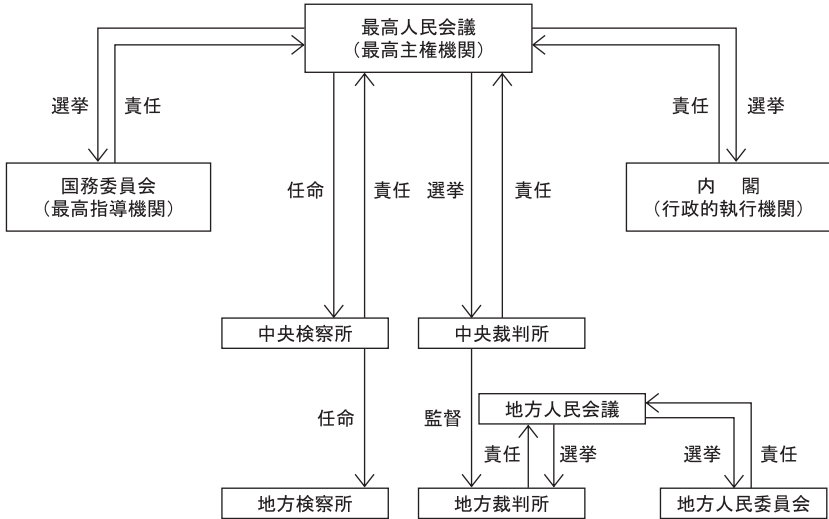 最高人民会議
（最高主権機関）
選挙
責任
責任
選挙
国務委員会
（最高指導機関）
任命
責任
選挙
責任
内　閣
（行政的執行機関）
中央検察所
中央裁判所
任命
監督
地方人民会議
責任
選挙
選挙
責任
地方検察所
地方裁判所
地方人民委員会